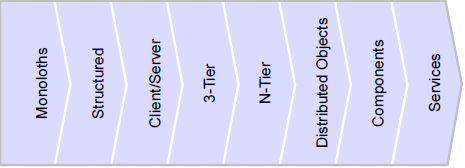 Monoloths
Structured
Client/Server
3-Tier
N-Tier
Distributed Objects
Components
Services